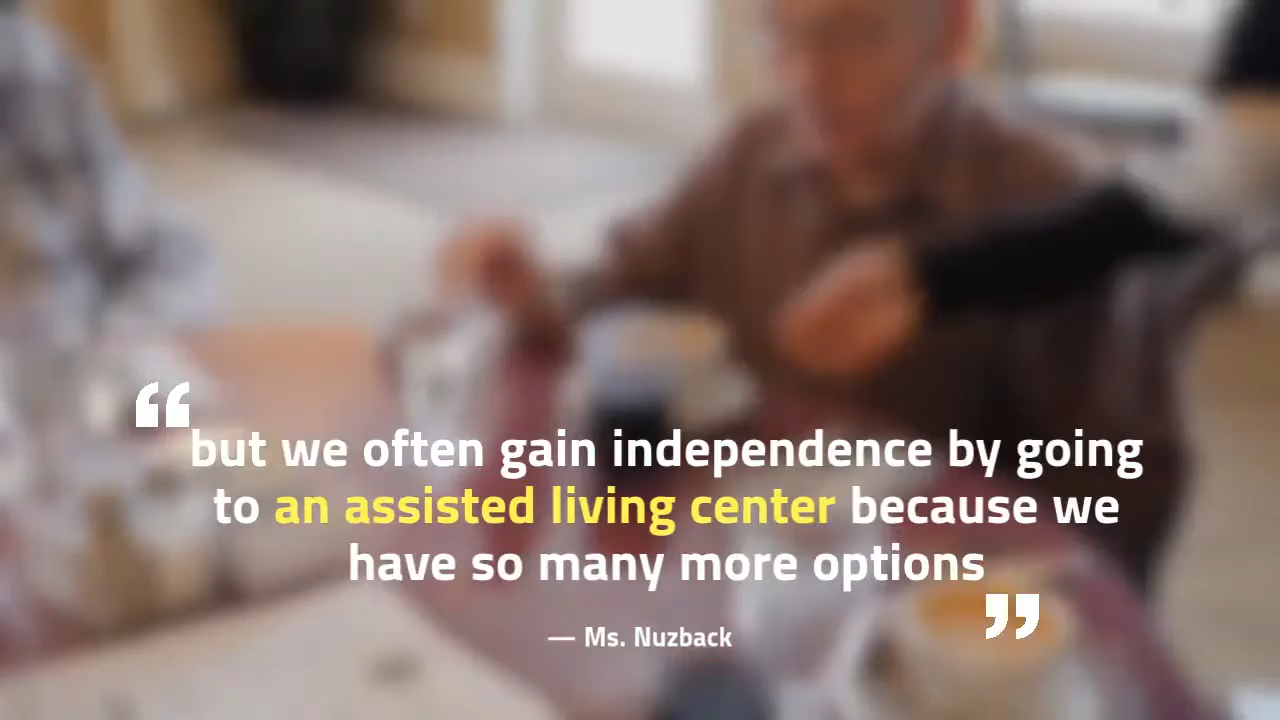 “but we often gain independence by going
to an assisted living center because we
have so many more options”
— Ms. Nuzback